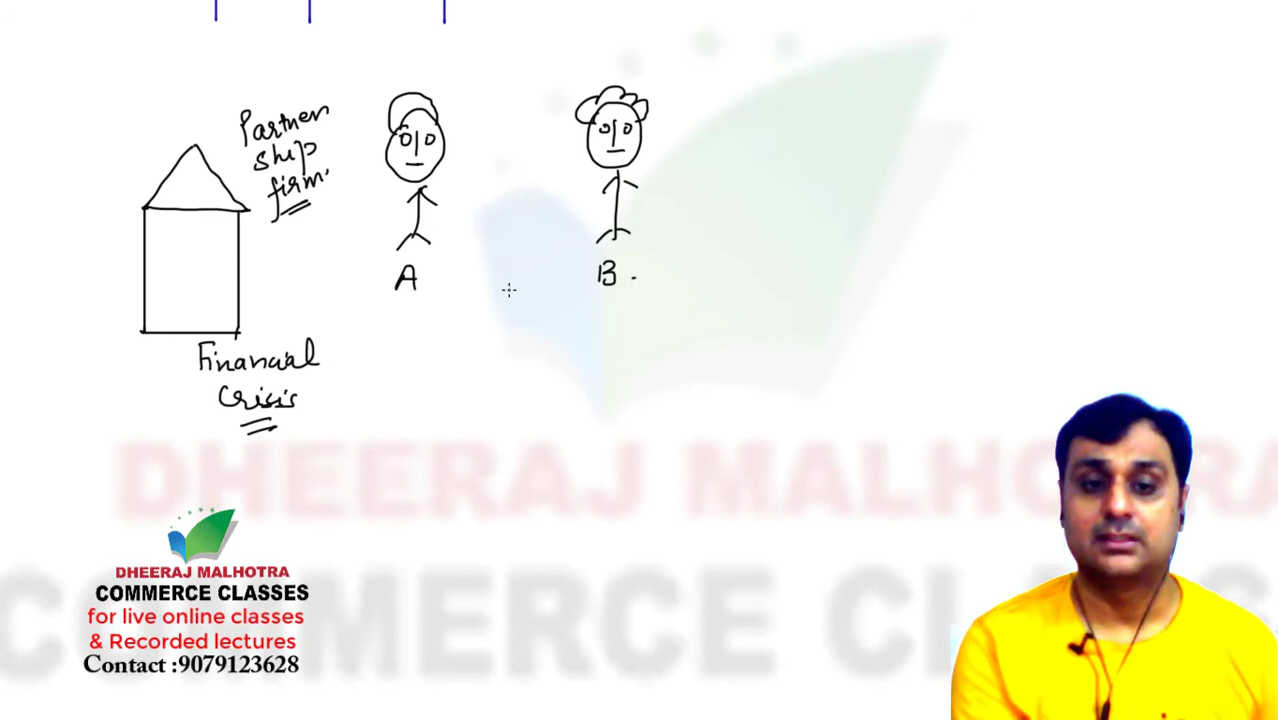 Partner
ship
firm.
A
B.
Financial
Crisis
DHEERAJ MALHOTRA
COMMERCE CLASSES
DHEERAJ MALHOTRA
COMMERCE CLASSES
for live online classes
& Recorded lectures
Contact :9079123628